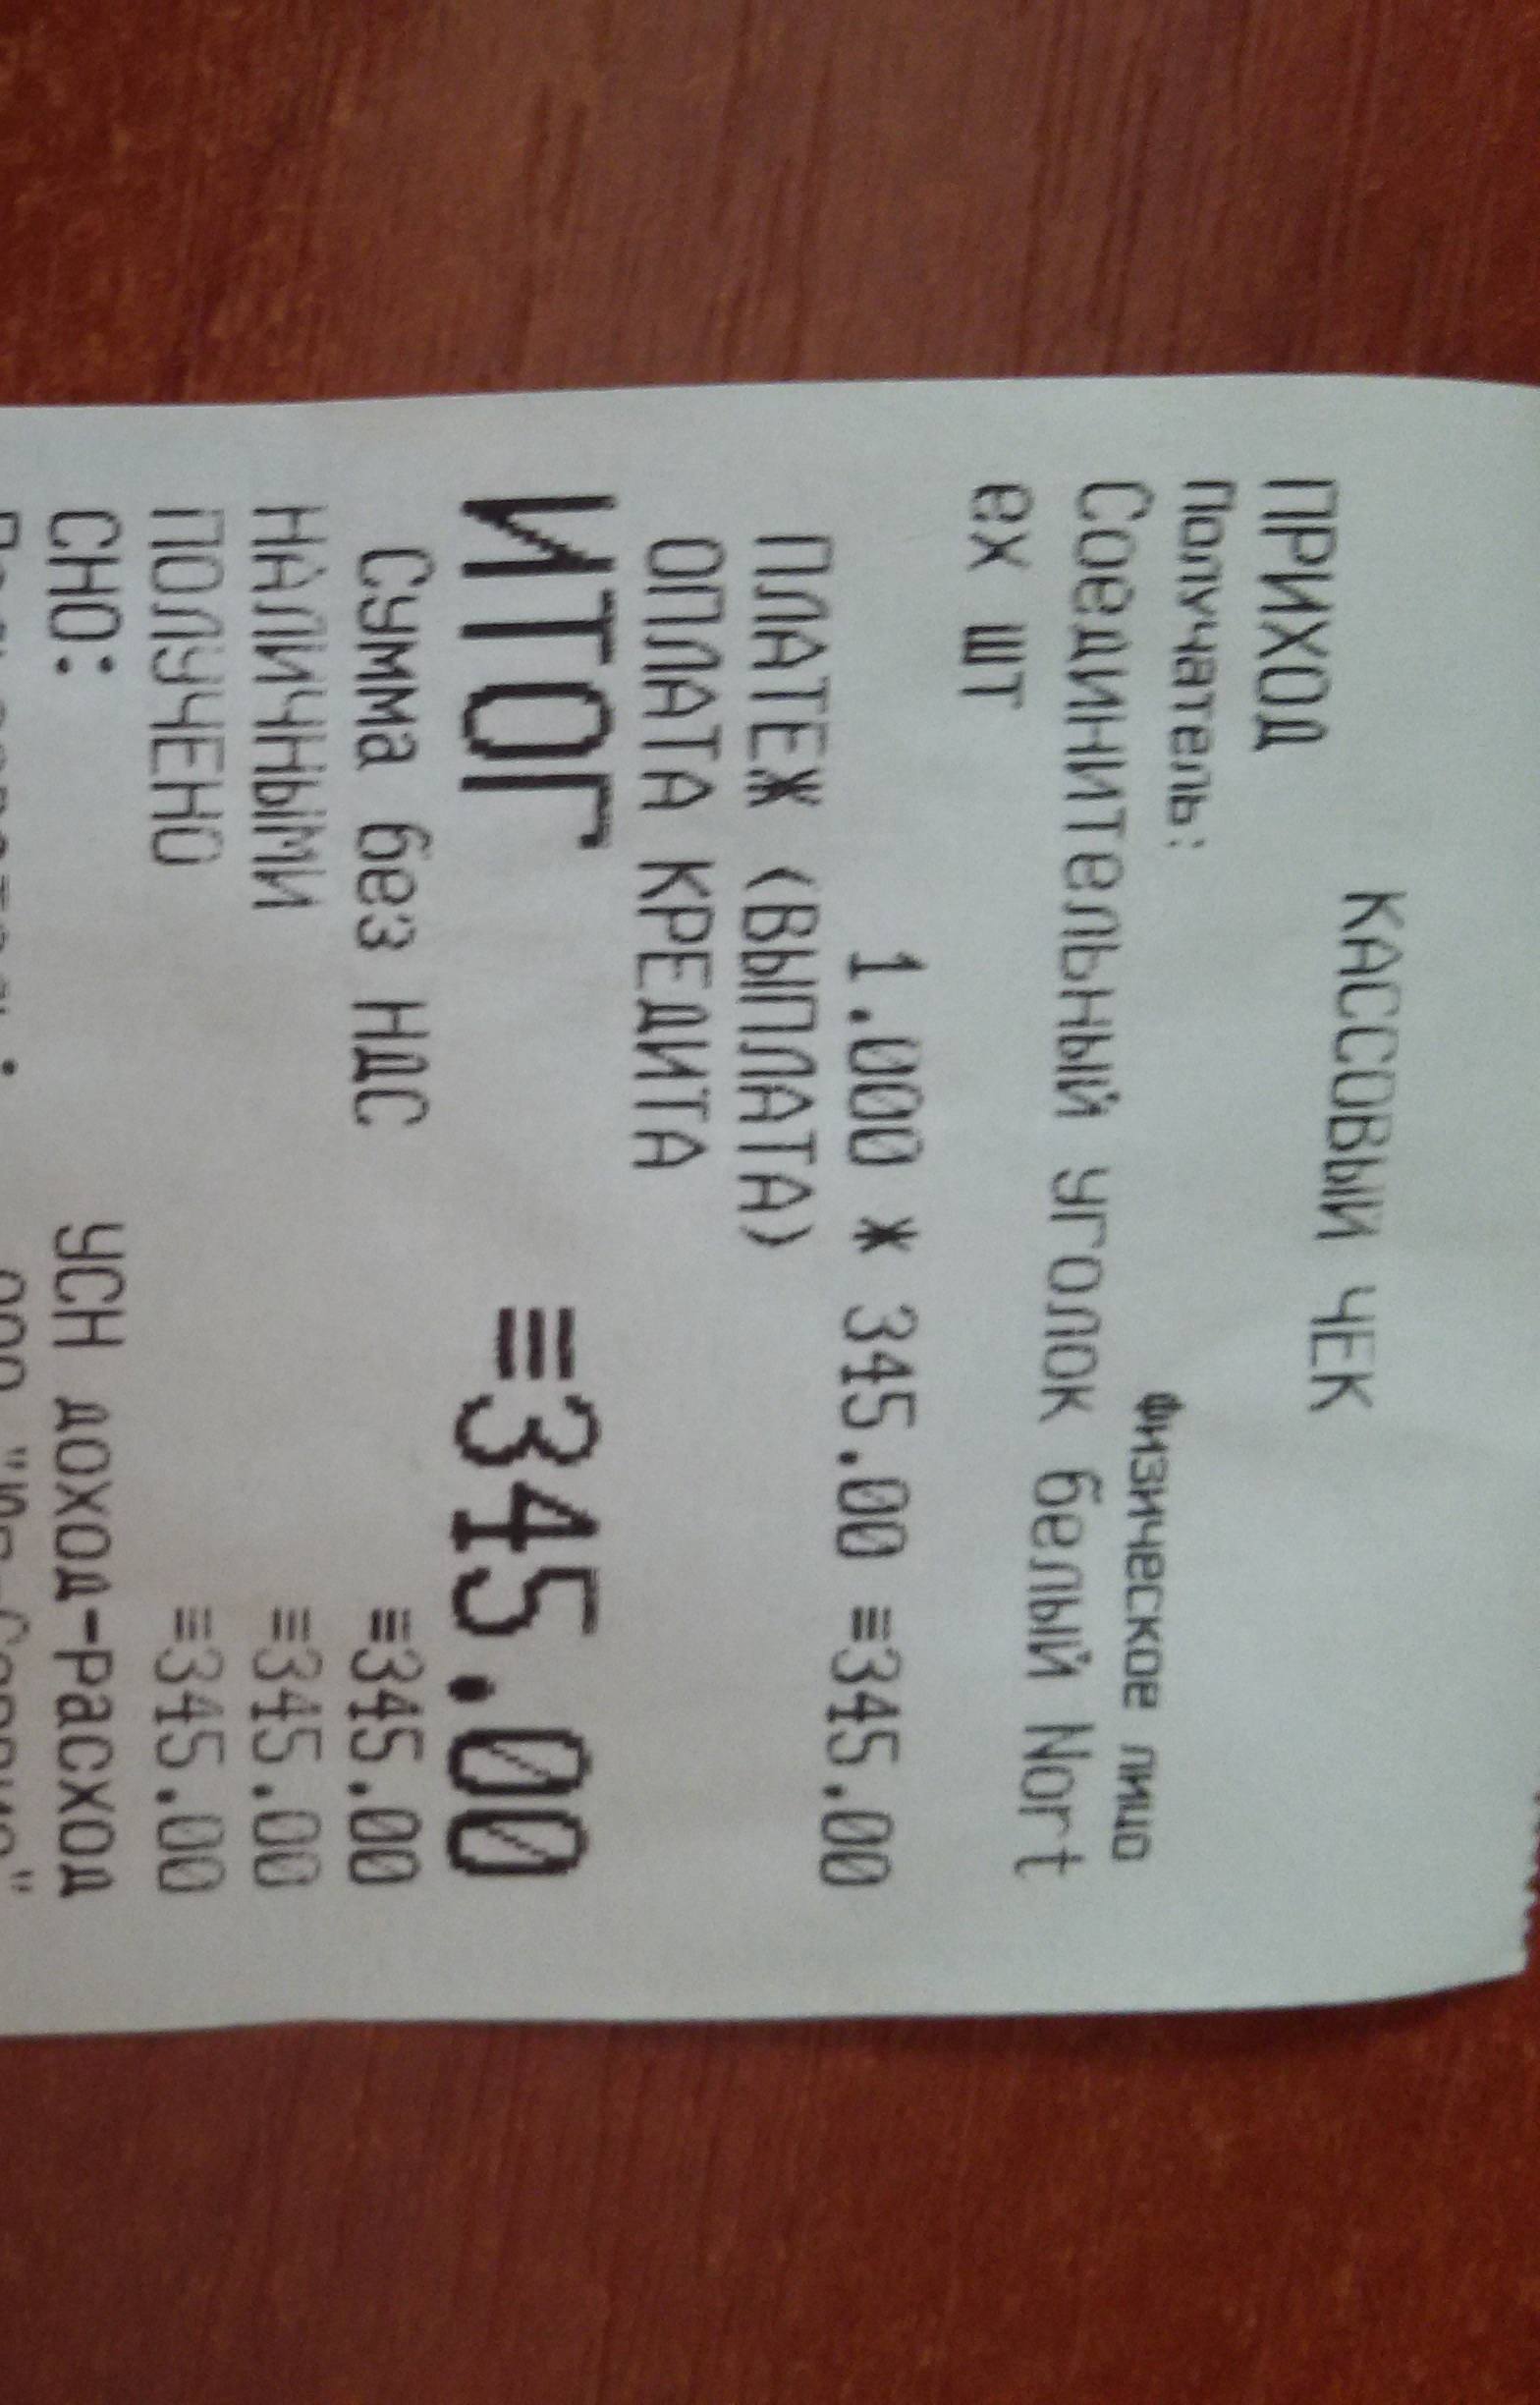 КАССОВЫЙ ЧЕК
ПРИХОД
Получатель:
Физическое лицо
Соединительный уголок белый Nort
ex шт
1.000 * 345.00 ≡345.00
ПЛАТЕЖ (ВЫПЛАТА)
ОПЛАТА КРЕДИТА
ИТОГ ≡345.00
Сумма без НДС ≡345.00
НАЛИЧНЫМИ ≡345.00
ПОЛУЧЕНО ≡345.00
СНО: УСН доход-расход